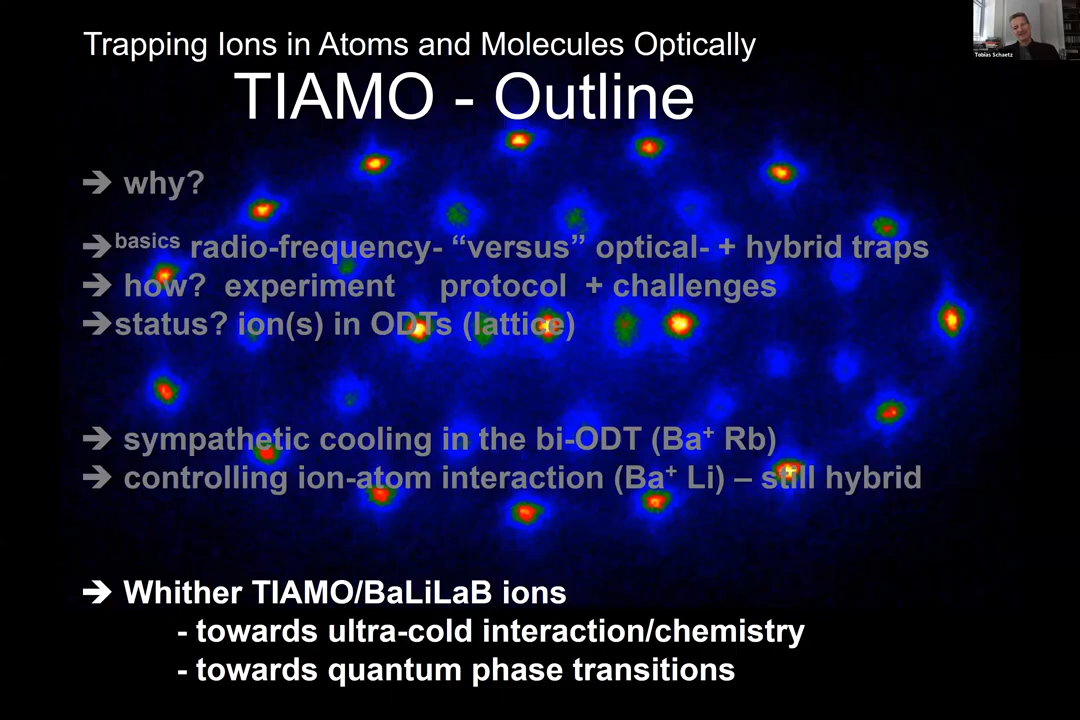 Trapping Ions in Atoms and Molecules Optically
TIAMO - Outline
Tobias Schaetz
➔ why?
➔basics radio-frequency- “versus” optical- + hybrid traps
➔ how? experiment protocol + challenges
➔status? ion(s) in ODTs (lattice)
➔ sympathetic cooling in the bi-ODT (Ba⁺ Rb)
➔ controlling ion-atom interaction (Ba⁺ Li) – still hybrid
➔ Whither TIAMO/BaLiLaB ions
- towards ultra-cold interaction/chemistry
- towards quantum phase transitions